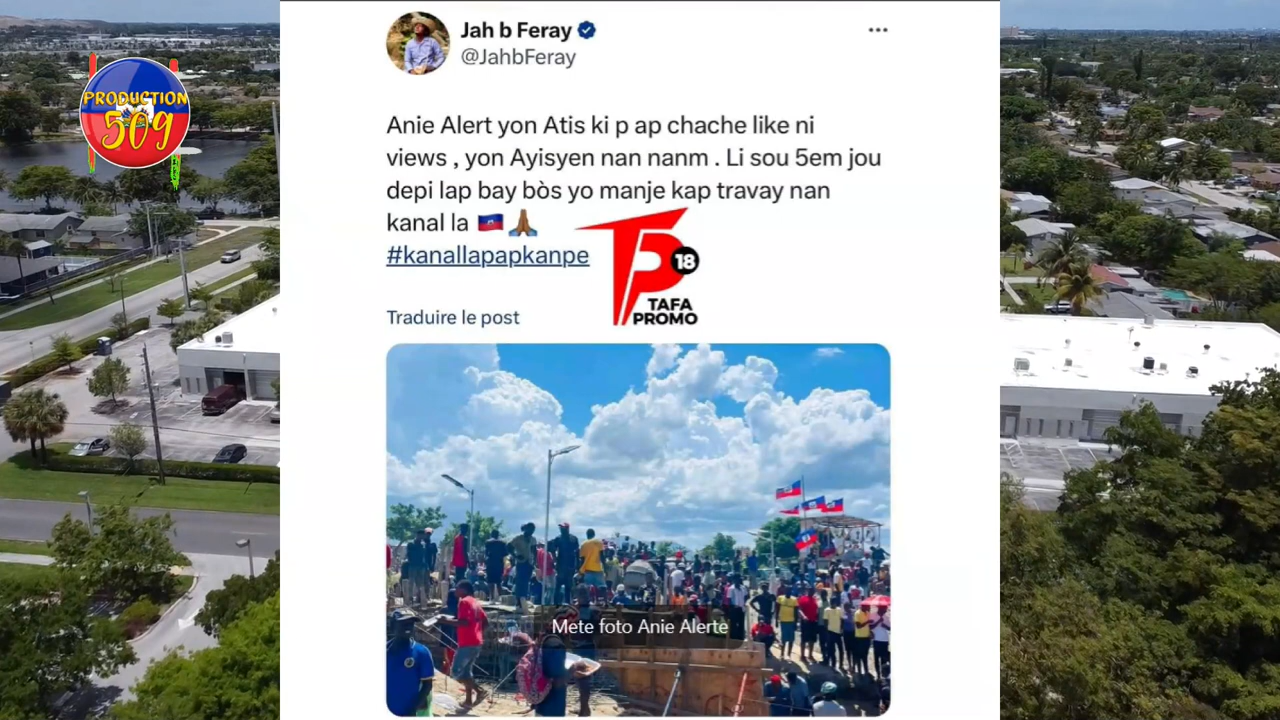 Jah b Feray
@JahbFeray
PRODUCTION
509
Anie Alert yon Atis ki p ap chache like ni
views , yon Ayisyen nan nanm . Li sou 5em jou
depi lap bay bòs yo manje kap travay nan
kanal la 🇭🇹 🙏🏾
#kanallapapkanpe
TP 18
TAFA
PROMO
Traduire le post
Mete foto Anie Alerte